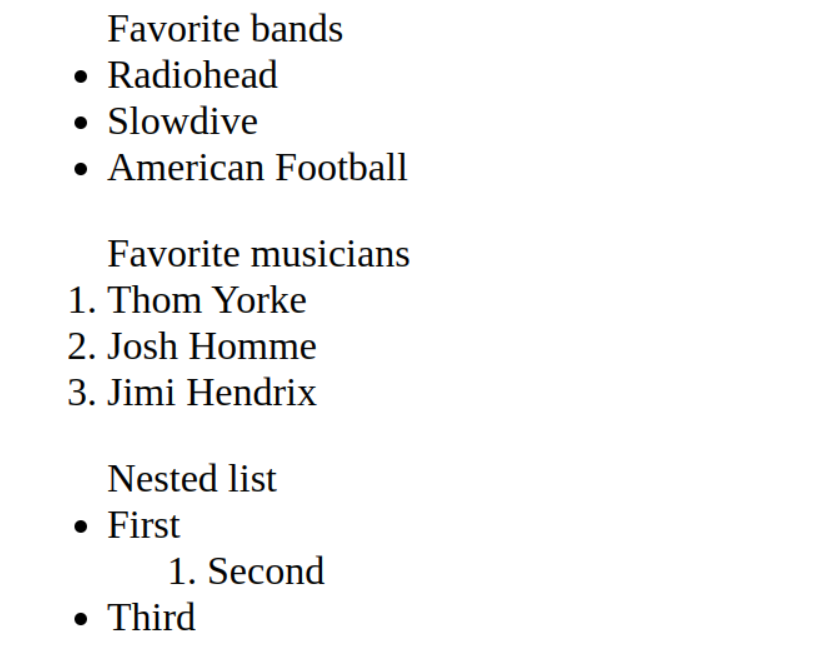 Favorite bands
• Radiohead
• Slowdive
• American Football
Favorite musicians
1. Thom Yorke
2. Josh Homme
3. Jimi Hendrix
Nested list
• First
1. Second
• Third